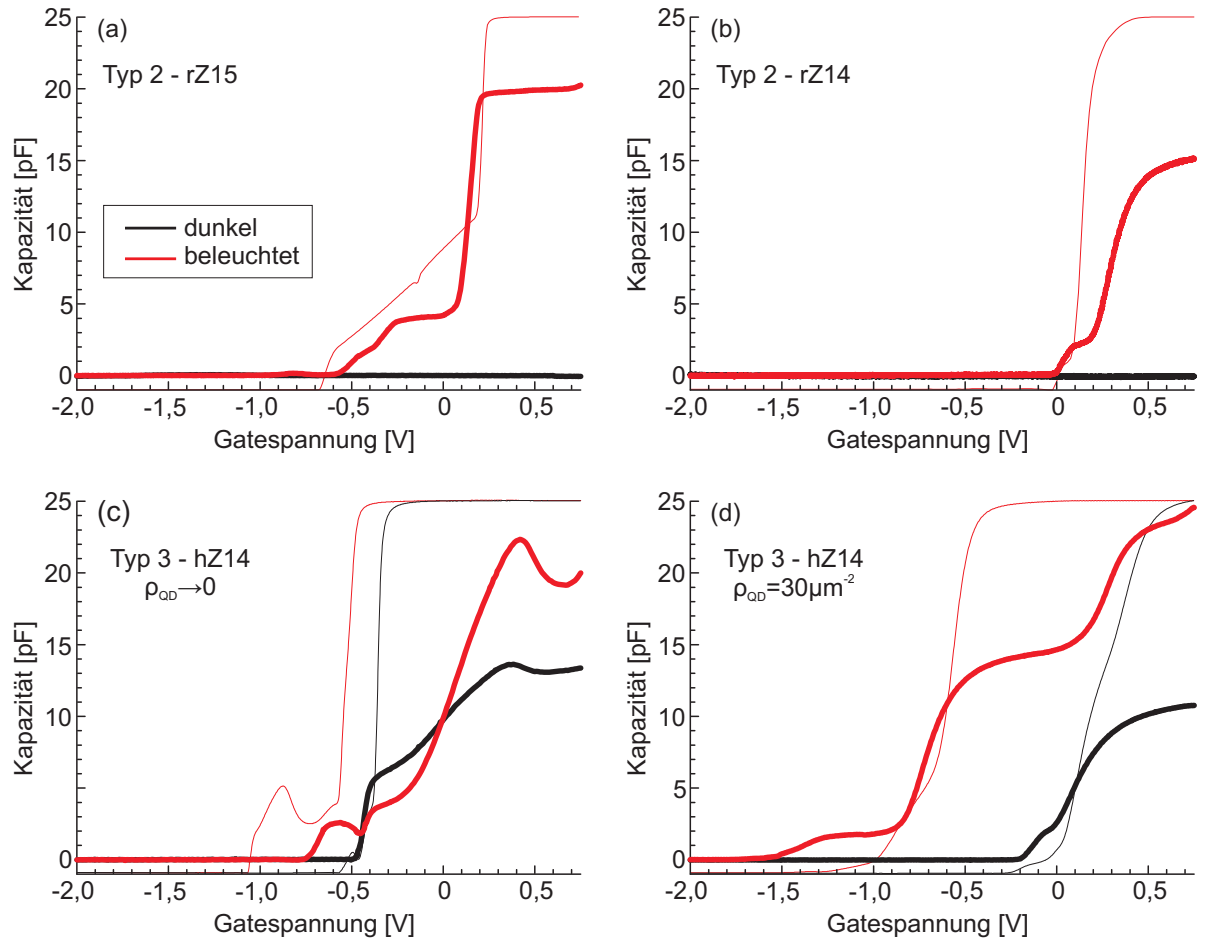 (a)
Typ 2 - rZ15
dunkel
beleuchtet
Kapazität [pF]
25
20
15
10
5
0
-2,0 -1,5 -1,0 -0,5 0 0,5
Gatespannung [V]
(b)
Typ 2 - rZ14
Kapazität [pF]
25
20
15
10
5
0
-2,0 -1,5 -1,0 -0,5 0 0,5
Gatespannung [V]
(c)
Typ 3 - hZ14
ρQD→0
Kapazität [pF]
25
20
15
10
5
0
-2,0 -1,5 -1,0 -0,5 0 0,5
Gatespannung [V]
(d)
Typ 3 - hZ14
ρQD=30µm⁻²
Kapazität [pF]
25
20
15
10
5
0
-2,0 -1,5 -1,0 -0,5 0 0,5
Gatespannung [V]